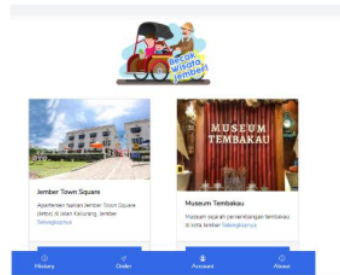 Becak
Wisata
Jember!
MUSEUM
TEMBAKAU
Jember Town Square
Apartemen hunian Jember Town Square
(Jetos) di Jalan Kaliurang, Jember
Selengkapnya
Museum Tembakau
Museum sejarah perkembangan tembakau
di kota Jember Selengkapnya
History
Order
Account
About